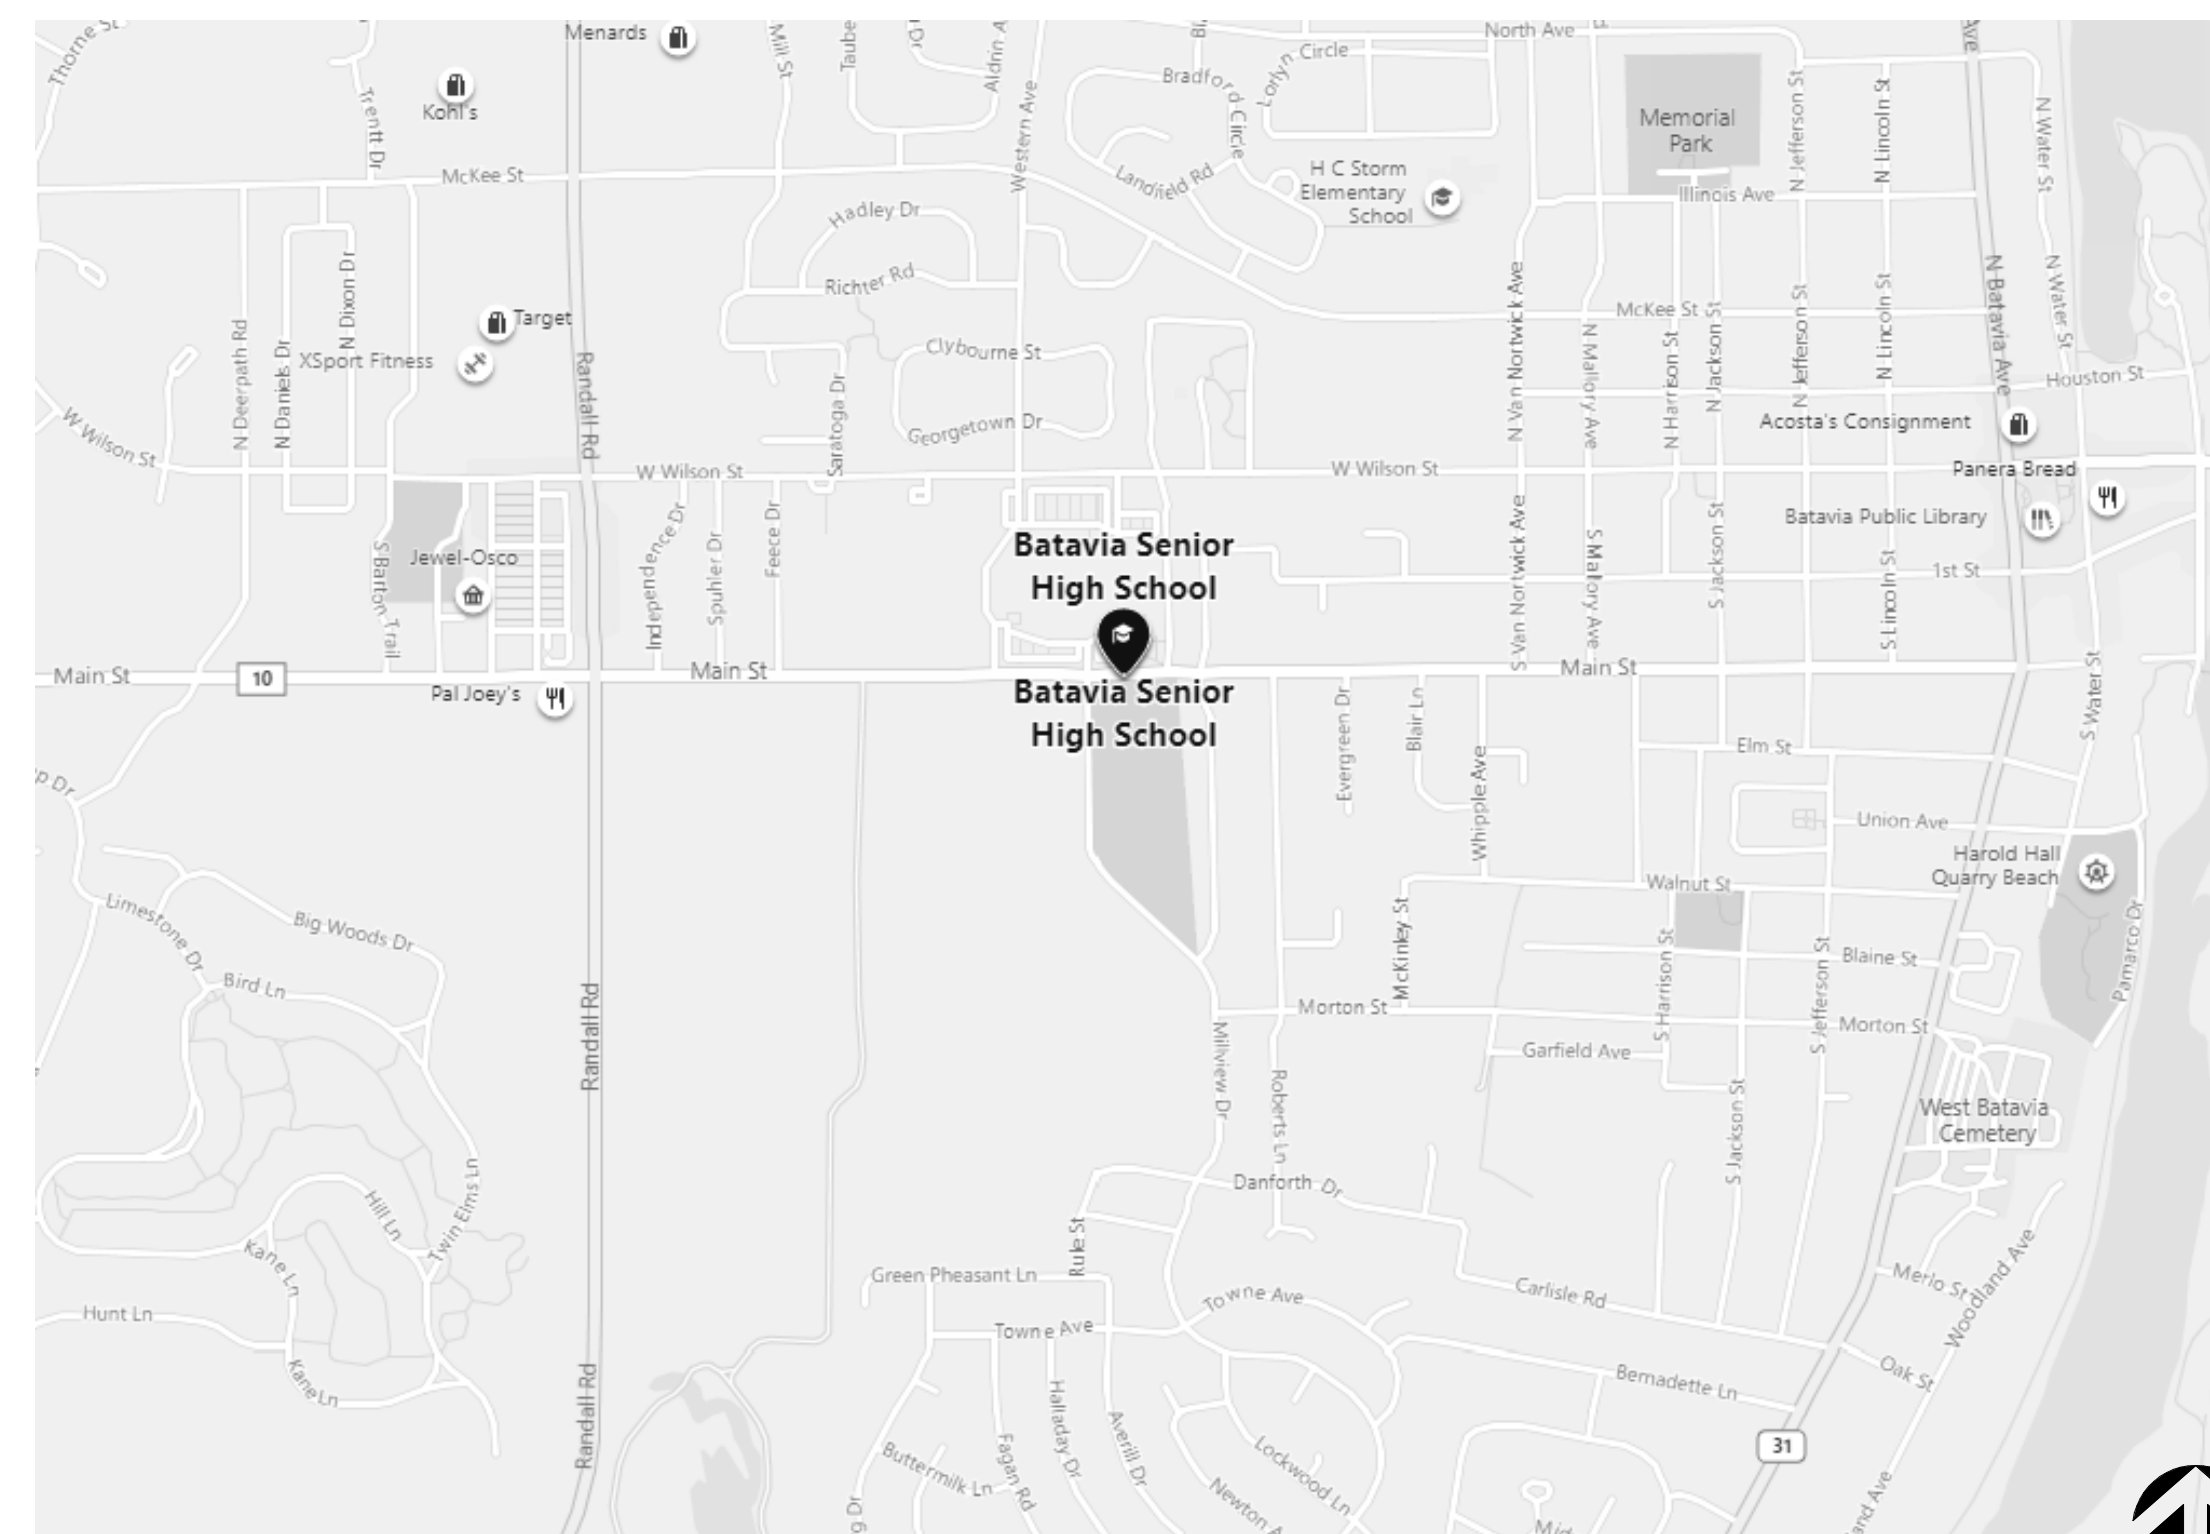 Thorne St
Menards
Kohl's
Trentt Dr
Mill St
Taube
Dr
Aldrin A
Western Ave
Bl
Bradford Circle
Lorlyn Circle
North Ave
Ave
Memorial
Park
N Jefferson St
N Lincoln St
N Water St
McKee St
Landfield Rd
H C Storm
Elementary
School
Illinois Ave
Hadley Dr
Richter Rd
N Dixon Dr
N Deerpath Rd
N Daniels Dr
Target
XSport Fitness
Randall Rd
Clybourne St
Georgetown Dr
Saratoga Dr
McKee St
N Van Nortwick Ave
N Mallory Ave
N Harrison St
N Jackson St
N Jefferson St
N Lincoln St
N Batavia Ave
N Water St
Houston St
Acosta's Consignment
W Wilson St
W Wilson St
W Wilson St
Panera Bread
Batavia Public Library
Jewel-Osco
S Barton Trail
Independence Dr
Spuhler Dr
Feece Dr
Batavia Senior
High School
S Van Nortwick Ave
S Mallory Ave
S Jackson St
S Lincoln St
1st St
Main St
10
Main St
Main St
Pal Joey's
Batavia Senior
High School
Evergreen Dr
Blair Ln
Whipple Ave
Elm St
S Water St
p Dr
Union Ave
Harold Hall
Quarry Beach
Walnut St
Limestone Dr
Big Woods Dr
Bird Ln
McKinley St
S Harrison St
S Jefferson St
Blaine St
Pamarco Dr
Randall Rd
Morton St
Morton St
Garfield Ave
Millview Dr
Roberts Ln
S Jackson St
West Batavia
Cemetery
Twin Elms Ln
Hill Ln
Kane Ln
Danforth Dr
Rule St
Green Pheasant Ln
Towne Ave
Towne Ave
Carlisle Rd
Merlo St
Woodland Ave
Hunt Ln
Kane Ln
Randall Rd
Bernadette Ln
Oak St
Halladay Dr
Averill Dr
Fagan Rd
Buttermilk Ln
Lockwood Ln
Newton A
31
and Ave
Mid